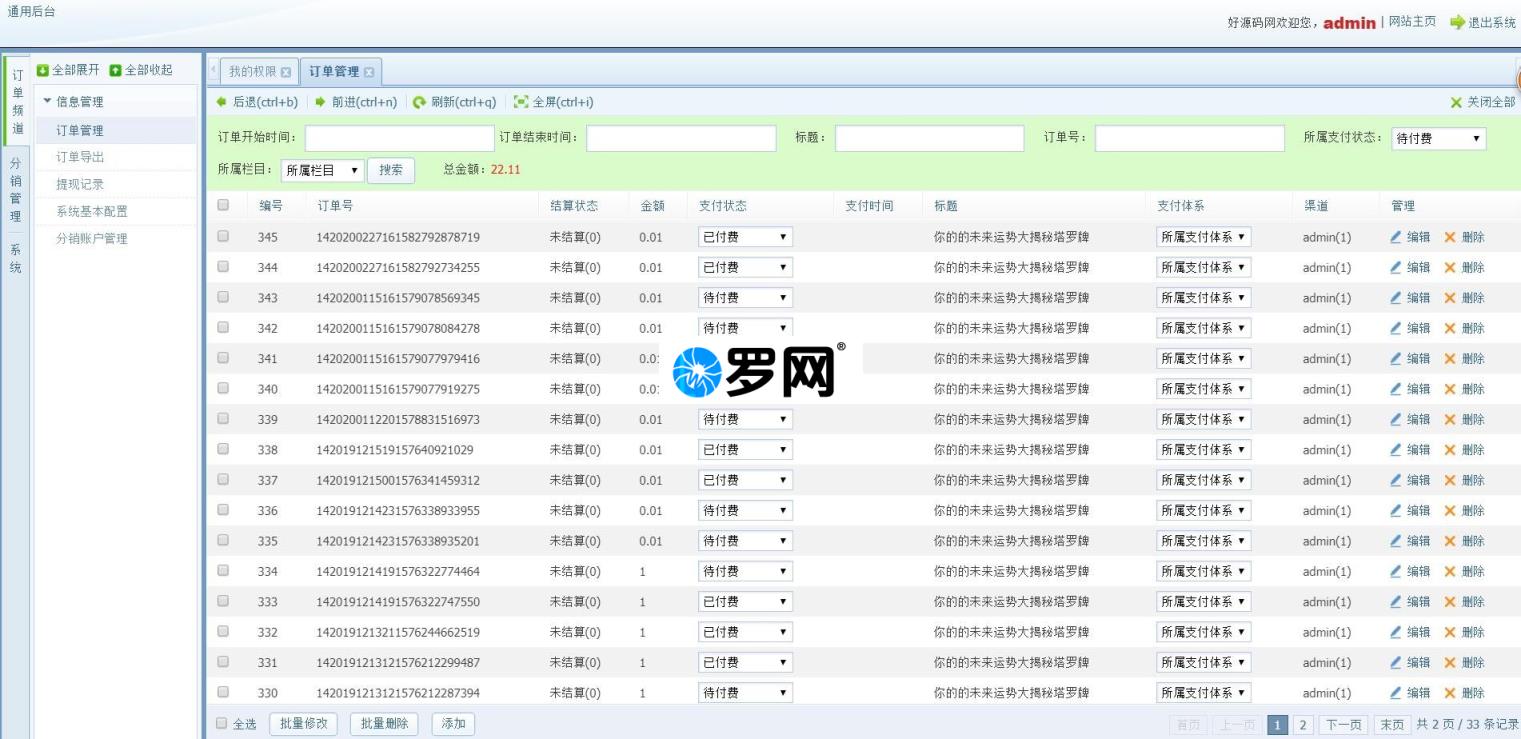 通用后台
好源码网欢迎您，admin | 网站主页 退出系统
订单频道
分销管理
系统
全部展开 全部收起
信息管理
订单管理
订单导出
提现记录
系统基本配置
分销账户管理
我的权限 订单管理
后退(ctrl+b) 前进(ctrl+n) 刷新(ctrl+q) 全屏(ctrl+i) 关闭全部
订单开始时间： 订单结束时间： 标题： 订单号： 所属支付状态： 待付费
所属栏目： 所属栏目 搜索 总金额：22.11
编号 订单号 结算状态 金额 支付状态 支付时间 标题 支付体系 渠道 管理
345 1420200227161582792878719 未结算(0) 0.01 已付费 你的的未来运势大揭秘塔罗牌 所属支付体系 admin(1) 编辑 删除
344 1420200227161582792734255 未结算(0) 0.01 已付费 你的的未来运势大揭秘塔罗牌 所属支付体系 admin(1) 编辑 删除
343 1420200115161579078569345 未结算(0) 0.01 待付费 你的的未来运势大揭秘塔罗牌 所属支付体系 admin(1) 编辑 删除
342 1420200115161579078084278 未结算(0) 0.01 待付费 你的的未来运势大揭秘塔罗牌 所属支付体系 admin(1) 编辑 删除
341 1420200115161579077979416 未结算(0) 0.01 你的的未来运势大揭秘塔罗牌 所属支付体系 admin(1) 编辑 删除
罗网®
340 1420200115161579077919275 未结算(0) 0.01 你的的未来运势大揭秘塔罗牌 所属支付体系 admin(1) 编辑 删除
339 1420200112201578831516973 未结算(0) 0.01 待付费 你的的未来运势大揭秘塔罗牌 所属支付体系 admin(1) 编辑 删除
338 142019121519157640921029 未结算(0) 0.01 已付费 你的的未来运势大揭秘塔罗牌 所属支付体系 admin(1) 编辑 删除
337 1420191215001576341459312 未结算(0) 0.01 已付费 你的的未来运势大揭秘塔罗牌 所属支付体系 admin(1) 编辑 删除
336 1420191214231576338933955 未结算(0) 0.01 待付费 你的的未来运势大揭秘塔罗牌 所属支付体系 admin(1) 编辑 删除
335 1420191214231576338935201 未结算(0) 0.01 待付费 你的的未来运势大揭秘塔罗牌 所属支付体系 admin(1) 编辑 删除
334 1420191214191576322774464 未结算(0) 1 待付费 你的的未来运势大揭秘塔罗牌 所属支付体系 admin(1) 编辑 删除
333 1420191214191576322747550 未结算(0) 1 已付费 你的的未来运势大揭秘塔罗牌 所属支付体系 admin(1) 编辑 删除
332 1420191213211576244662519 未结算(0) 1 已付费 你的的未来运势大揭秘塔罗牌 所属支付体系 admin(1) 编辑 删除
331 1420191213121576212299487 未结算(0) 1 已付费 你的的未来运势大揭秘塔罗牌 所属支付体系 admin(1) 编辑 删除
330 1420191213121576212287394 未结算(0) 1 待付费 你的的未来运势大揭秘塔罗牌 所属支付体系 admin(1) 编辑 删除
全选 批量修改 批量删除 添加 首页 上一页 1 2 下一页 末页 共 2 页 / 33 条记录